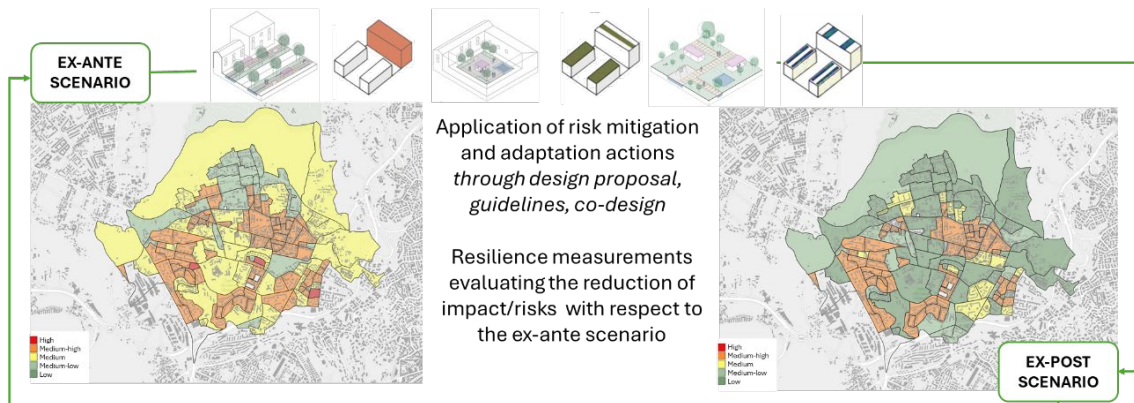 EX-ANTE
SCENARIO
Application of risk mitigation
and adaptation actions
through design proposal,
guidelines, co-design
Resilience measurements
evaluating the reduction of
impact/risks with respect to
the ex-ante scenario
High
Medium-high
Medium
Medium-low
Low
High
Medium-high
Medium
Medium-low
Low
EX-POST
SCENARIO